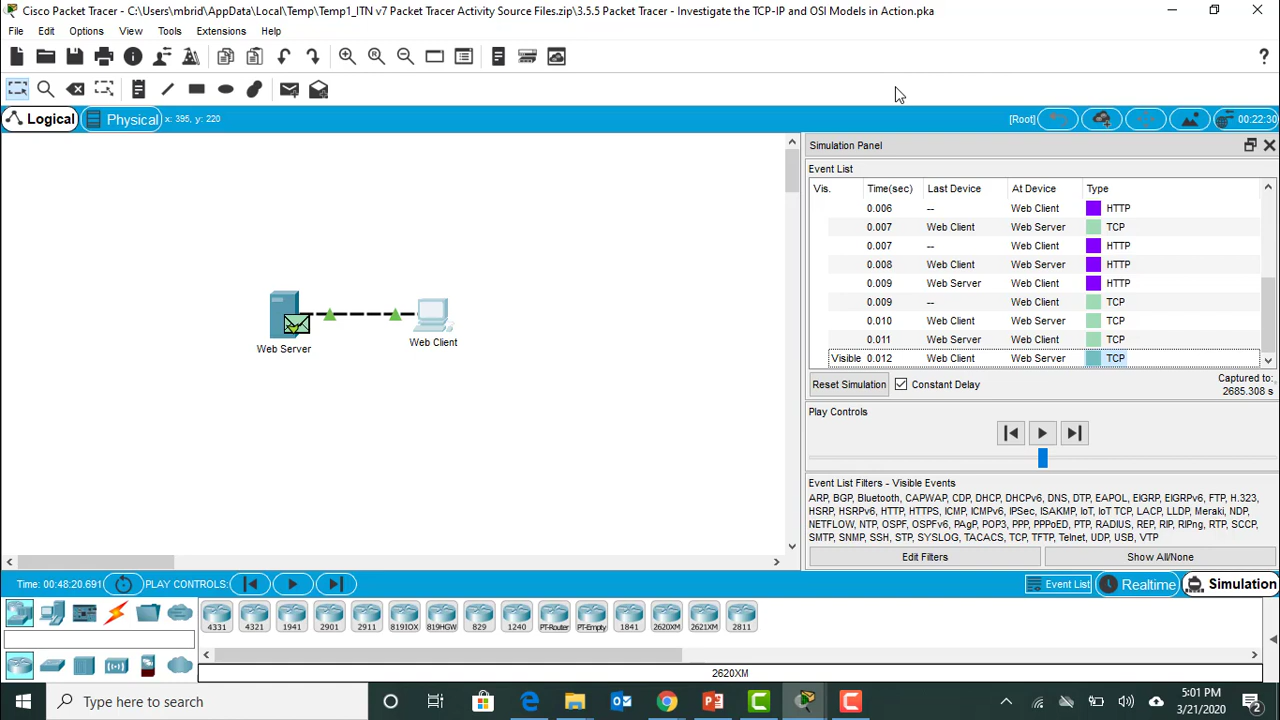 Cisco Packet Tracer - C:\Users\mbrid\AppData\Local\Temp\Temp1_ITN v7 Packet Tracer Activity Source Files.zip\3.5.5 Packet Tracer - Investigate the TCP-IP and OSI Models in Action.pka
File Edit Options View Tools Extensions Help
Logical Physical x: 395, y: 220 [Root] 00:22:30
Simulation Panel
Event List
Vis. Time(sec) Last Device At Device Type
0.006 -- Web Client HTTP
0.007 Web Client Web Server TCP
0.007 -- Web Client HTTP
0.008 Web Client Web Server HTTP
0.009 Web Server Web Client HTTP
0.009 -- Web Client TCP
0.010 Web Client Web Server TCP
0.011 Web Server Web Client TCP
Visible 0.012 Web Client Web Server TCP
Web Server
Web Client
Reset Simulation Constant Delay Captured to:
2685.308 s
Play Controls
Event List Filters - Visible Events
ARP, BGP, Bluetooth, CAPWAP, CDP, DHCP, DHCPv6, DNS, DTP, EAPOL, EIGRP, EIGRPv6, FTP, H.323,
HSRP, HSRPv6, HTTP, HTTPS, ICMP, ICMPv6, IPSec, ISAKMP, IoT, IoT TCP, LACP, LLDP, Meraki, NDP,
NETFLOW, NTP, OSPF, OSPFv6, PAgP, POP3, PPP, PPPoED, PTP, RADIUS, REP, RIP, RIPng, RTP, SCCP,
SMTP, SNMP, SSH, STP, SYSLOG, TACACS, TCP, TFTP, Telnet, UDP, USB, VTP
Edit Filters Show All/None
Time: 00:48:20.691 PLAY CONTROLS: Event List Realtime Simulation
4331 4321 1941 2901 2911 819IOX 819HGW 829 1240 PT-Router PT-Empty 1841 2620XM 2621XM 2811
2620XM
Type here to search
5:01 PM
3/21/2020
2